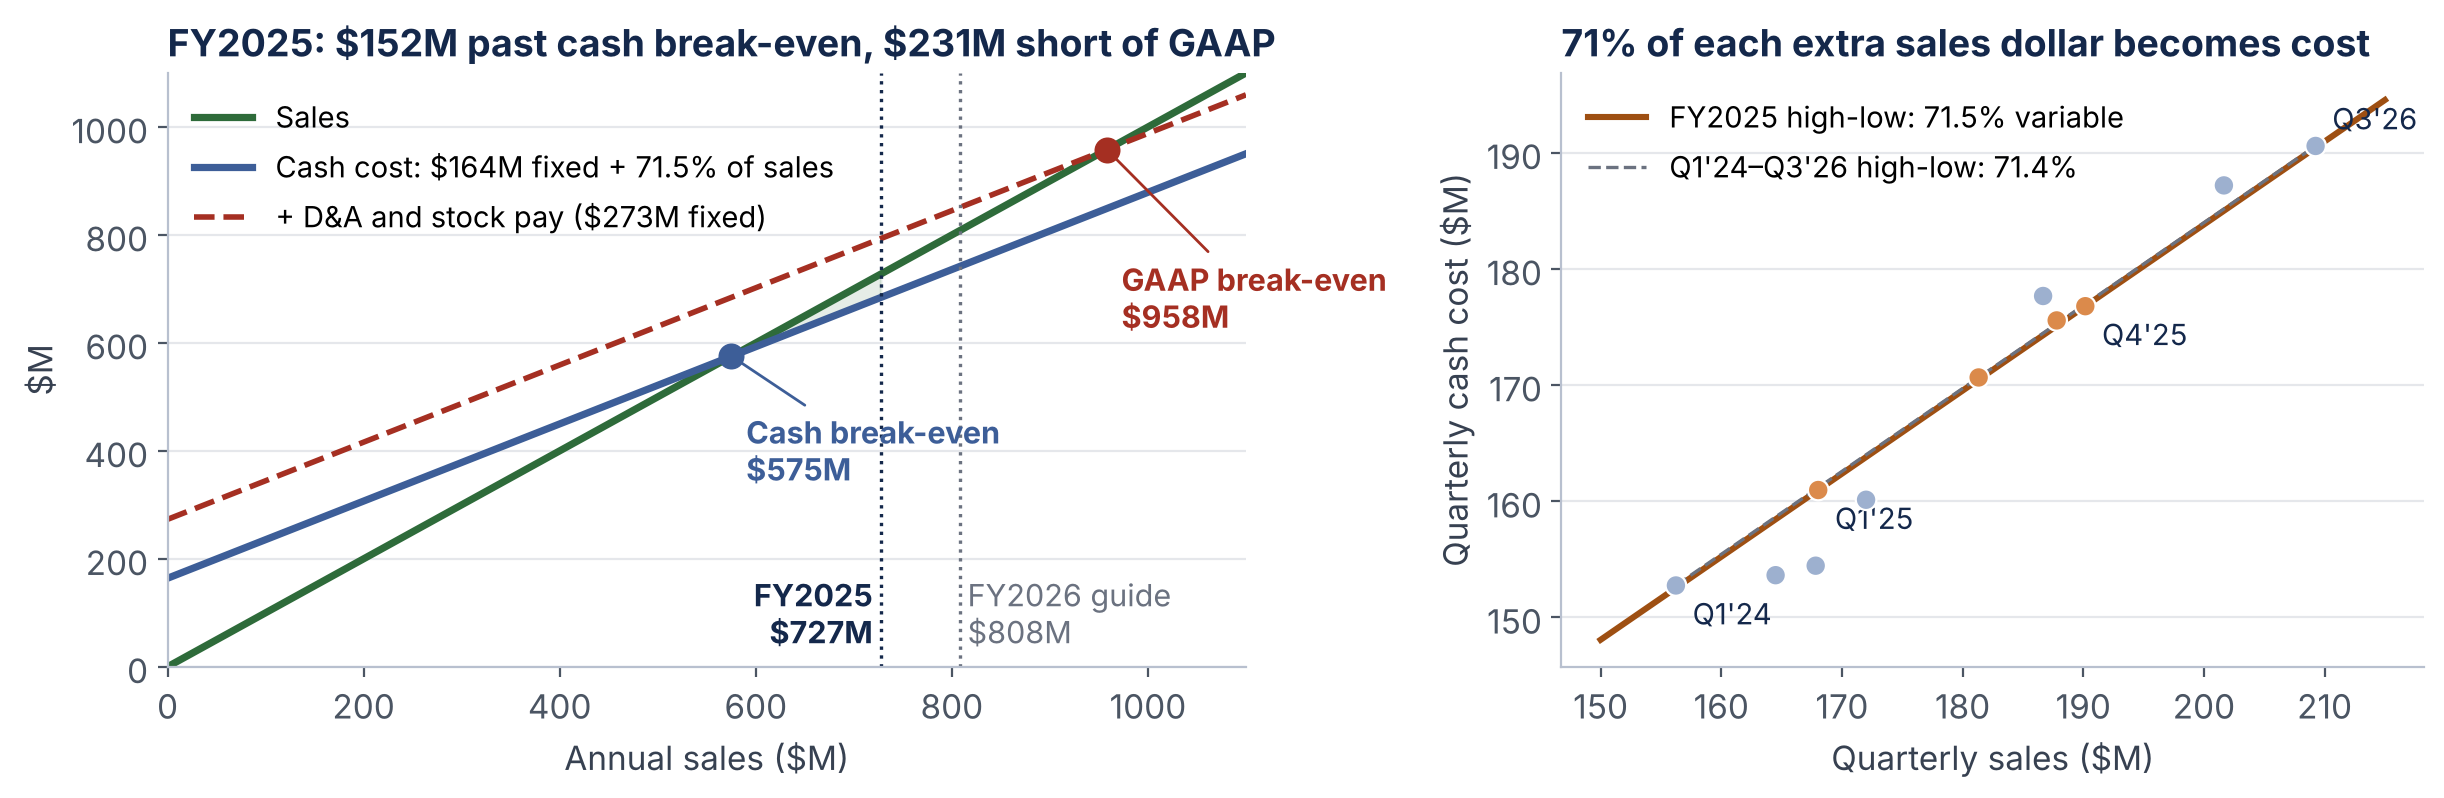 FY2025: $152M past cash break-even, $231M short of GAAP
Sales
Cash cost: $164M fixed + 71.5% of sales
+ D&A and stock pay ($273M fixed)
GAAP break-even
$958M
Cash break-even
$575M
FY2025
$727M
FY2026 guide
$808M
$M
1000
800
600
400
200
0
0 200 400 600 800 1000
Annual sales ($M)
71% of each extra sales dollar becomes cost
FY2025 high-low: 71.5% variable
Q1'24–Q3'26 high-low: 71.4%
Q3'26
Q4'25
Q1'25
Q1'24
Quarterly cash cost ($M)
190
180
170
160
150
150 160 170 180 190 200 210
Quarterly sales ($M)